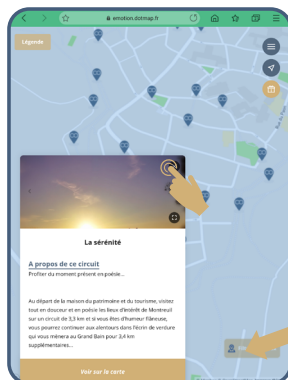 emotion.dotmap.fr
Légende
La sérénité
A propos de ce circuit
Profiter du moment présent en poésie...
Au départ de la maison du patrimoine et du tourisme, visitez
tout en douceur et en poésie les lieux d'intérêt de Montreuil
sur un circuit de 3,3 km et si vous êtes d'humeur flâneuse,
vous pourrez continuer aux alentours dans l'écrin de verdure
qui vous mènera au Grand Bain pour 3,4 km
supplémentaires...
Voir sur la carte